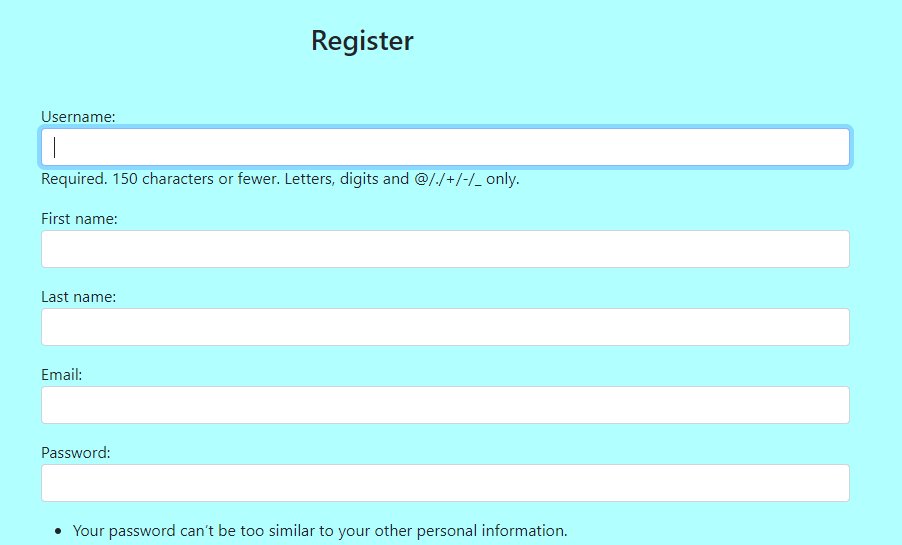 Register
Username:
Required. 150 characters or fewer. Letters, digits and @/./+/-/_ only.
First name:
Last name:
Email:
Password:
• Your password can’t be too similar to your other personal information.